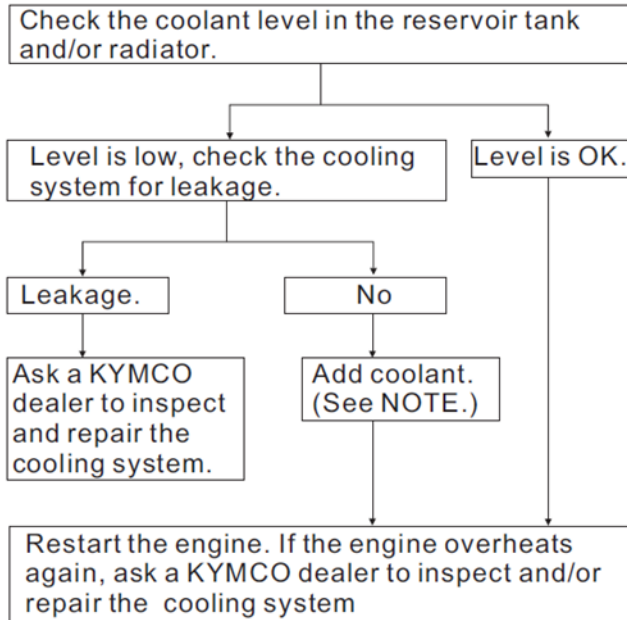 Check the coolant level in the reservoir tank
and/or radiator.
Level is low, check the cooling
system for leakage.
Level is OK.
Leakage.
No
Ask a KYMCO
dealer to inspect
and repair the
cooling system.
Add coolant.
(See NOTE.)
Restart the engine. If the engine overheats
again, ask a KYMCO dealer to inspect and/or
repair the cooling system